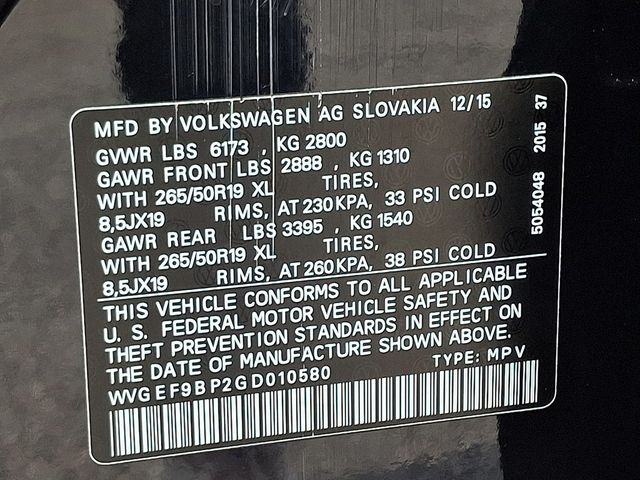 MFD BY VOLKSWAGEN AG SLOVAKIA 12/15
GVWR LBS 6173 , KG 2800
GAWR FRONT LBS 2888 , KG 1310
WITH 265/50R19 XL TIRES,
8,5JX19 RIMS, AT 230KPA, 33 PSI COLD
GAWR REAR LBS 3395 , KG 1540
WITH 265/50R19 XL TIRES,
8,5JX19 RIMS, AT 260KPA, 38 PSI COLD
THIS VEHICLE CONFORMS TO ALL APPLICABLE
U. S. FEDERAL MOTOR VEHICLE SAFETY AND
THEFT PREVENTION STANDARDS IN EFFECT ON
THE DATE OF MANUFACTURE SHOWN ABOVE.
WVGEF9BP2GD010580 TYPE: MPV
5054048 2015 37